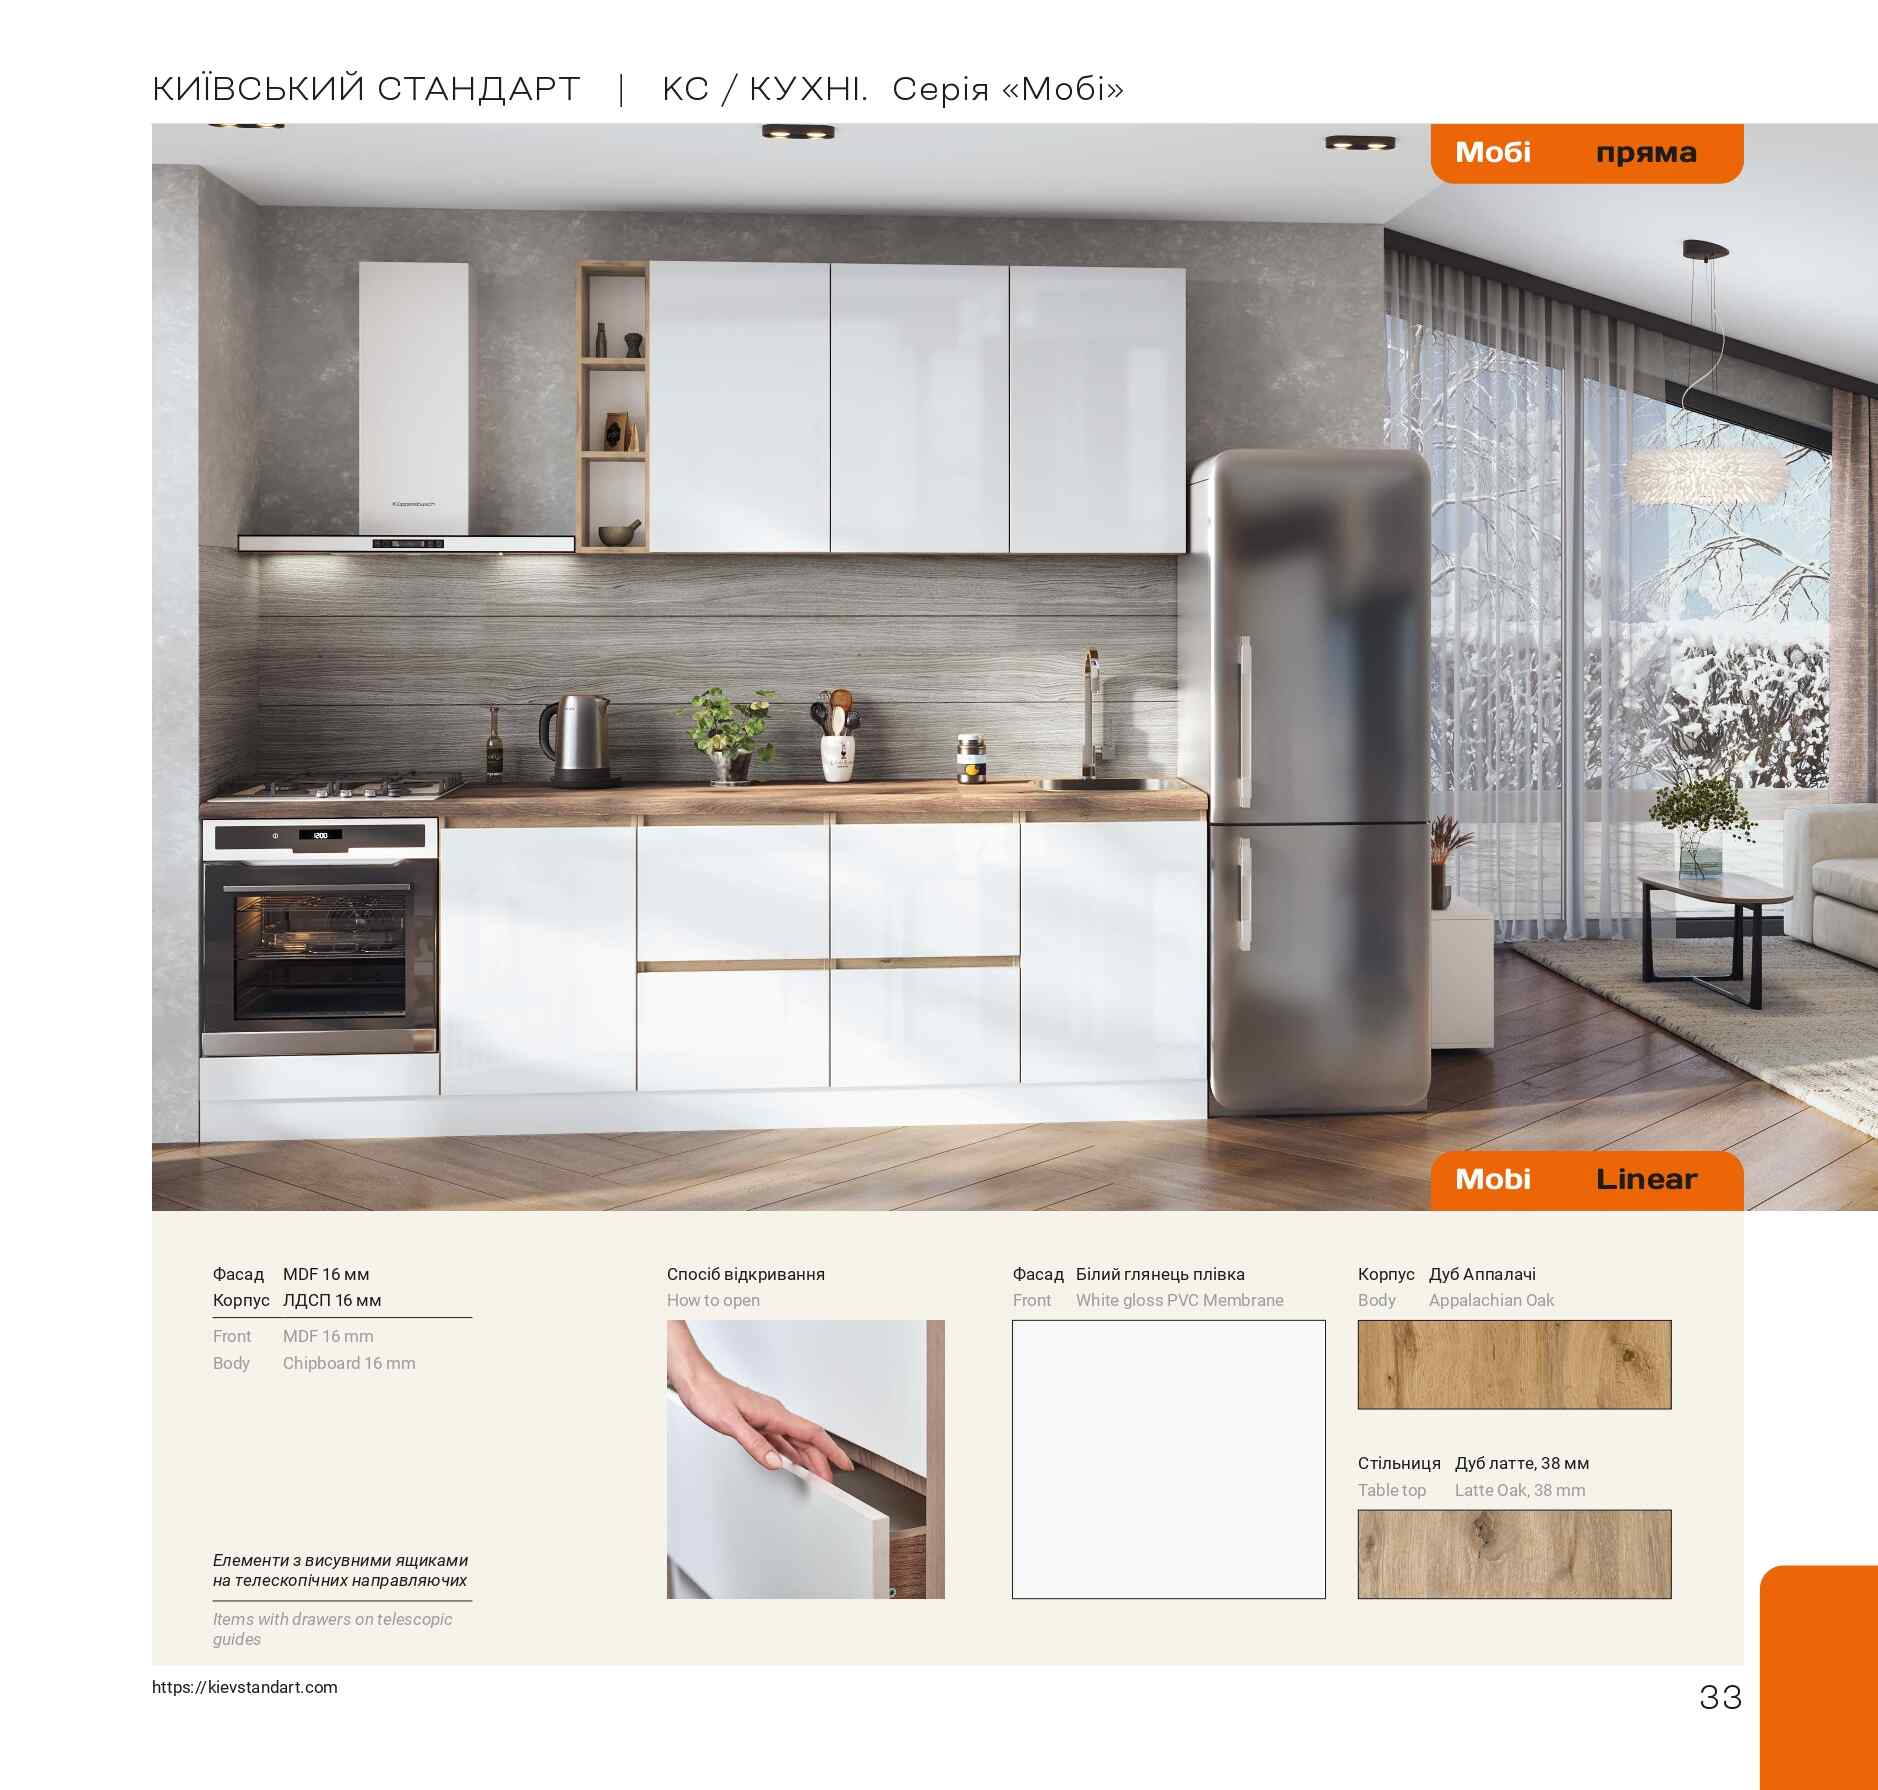 КИЇВСЬКИЙ СТАНДАРТ | КС / КУХНІ. Серія «Мобі»
Мобі пряма
Küppersbusch
1200
Mobi Linear
Фасад MDF 16 мм
Корпус ЛДСП 16 мм
Front MDF 16 mm
Body Chipboard 16 mm
Елементи з висувними ящиками
на телескопічних направляючих
Items with drawers on telescopic
guides
Спосіб відкривання
How to open
Фасад Білий глянець плівка
Front White gloss PVC Membrane
Корпус Дуб Аппалачі
Body Appalachian Oak
Стільниця Дуб латте, 38 мм
Table top Latte Oak, 38 mm
https://kievstandart.com
33